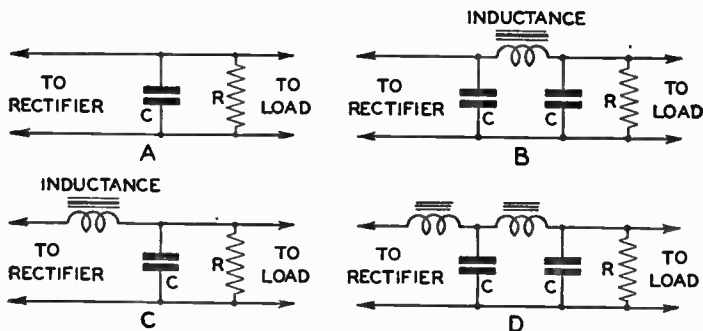 TO
RECTIFIER
C
R
TO
LOAD
A
INDUCTANCE
TO
RECTIFIER
C
C
R
TO
LOAD
B
INDUCTANCE
TO
RECTIFIER
C
R
TO
LOAD
C
TO
RECTIFIER
C
C
R
TO
LOAD
D